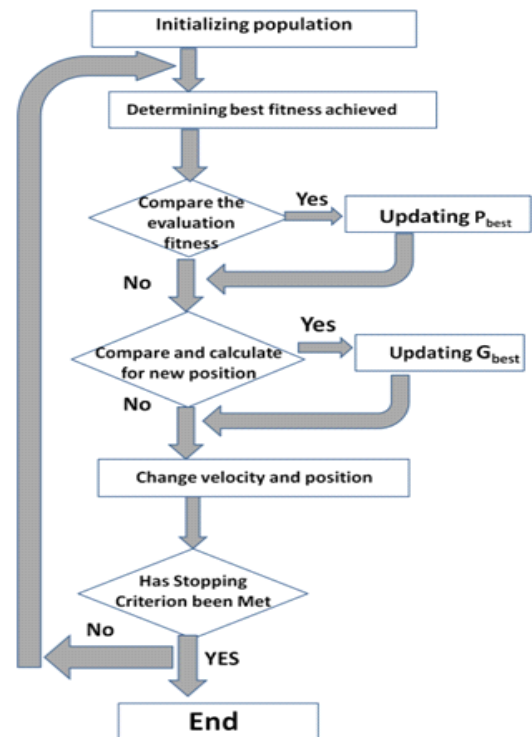 Initializing population
Determining best fitness achieved
Compare the
evaluation
fitness
Yes
Updating Pbest
No
Compare and calculate
for new position
Yes
Updating Gbest
No
Change velocity and position
Has Stopping
Criterion been Met
No
YES
End